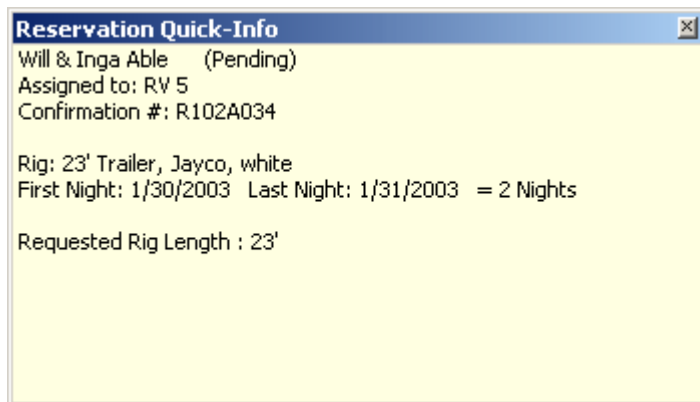 Reservation Quick-Info
Will & Inga Able (Pending)
Assigned to: RV 5
Confirmation #: R102A034
Rig: 23' Trailer, Jayco, white
First Night: 1/30/2003 Last Night: 1/31/2003 = 2 Nights
Requested Rig Length : 23'